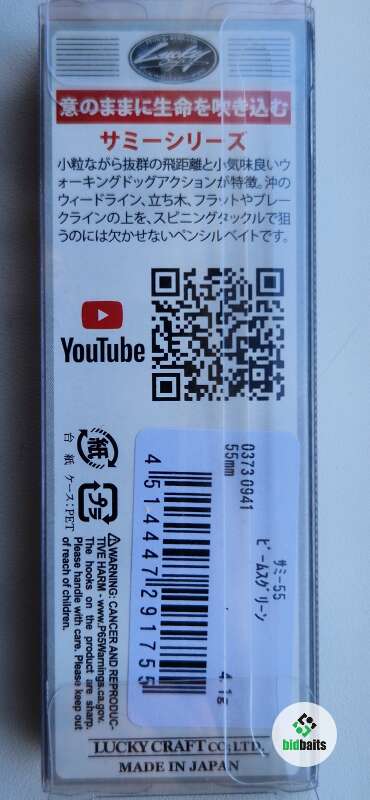 Lucky
意のままに生命を吹き込む
サミーシリーズ
小粒ながら抜群の飛距離と小気味良いウ
ォーキングドッグアクションが特徴。沖の
ウィードライン、立ち木、フラットやブレー
クラインの上を、スピニングタックルで狙
うのには欠かせないペンシルベイトです。
YouTube
紙
プラ
台 紙 ケース:PET
⚠WARNING: CANCER AND REPRODUC-
TIVE HARM - www.P65Warnings.ca.gov.
The hooks on the product are sharp.
Please handle with care. Please keep out
of reach of children.
サミー55
ビームスグリーン
0373 0941
55mm
4.1g
4 514447 291755
LUCKY CRAFT CO., LTD.
MADE IN JAPAN
bidbaits